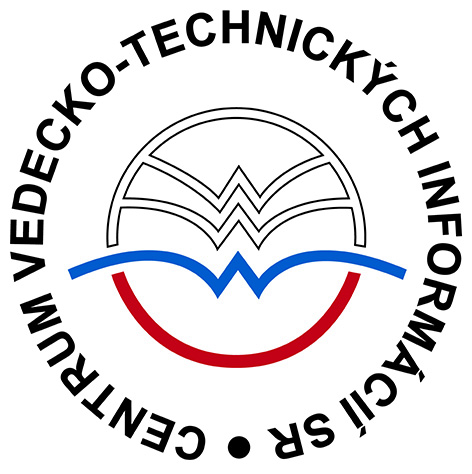 CENTRUM VEDECKO-TECHNICKÝCH INFORMÁCIÍ SR •